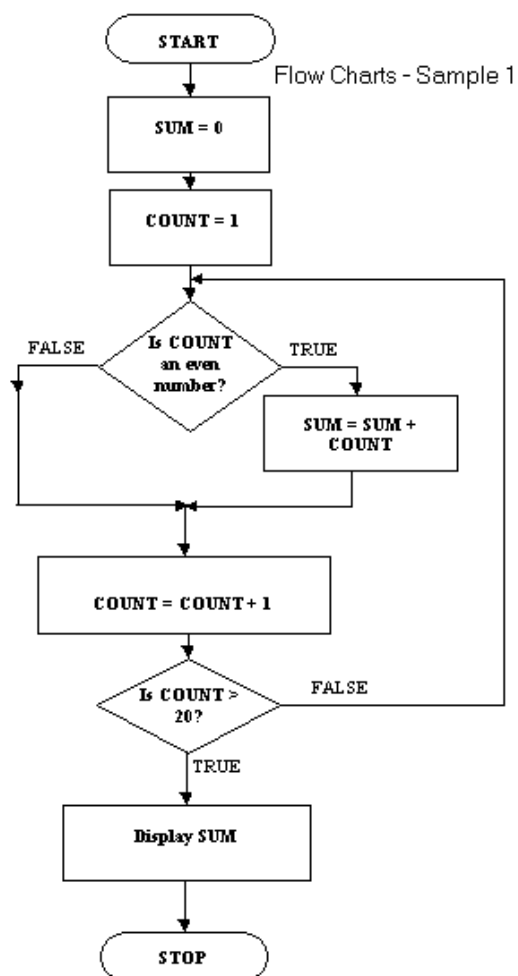 START
Flow Charts - Sample 1
SUM = 0
COUNT = 1
Is COUNT
an even
number?
FALSE
TRUE
SUM = SUM +
COUNT
COUNT = COUNT + 1
Is COUNT >
20?
FALSE
TRUE
Display SUM
STOP